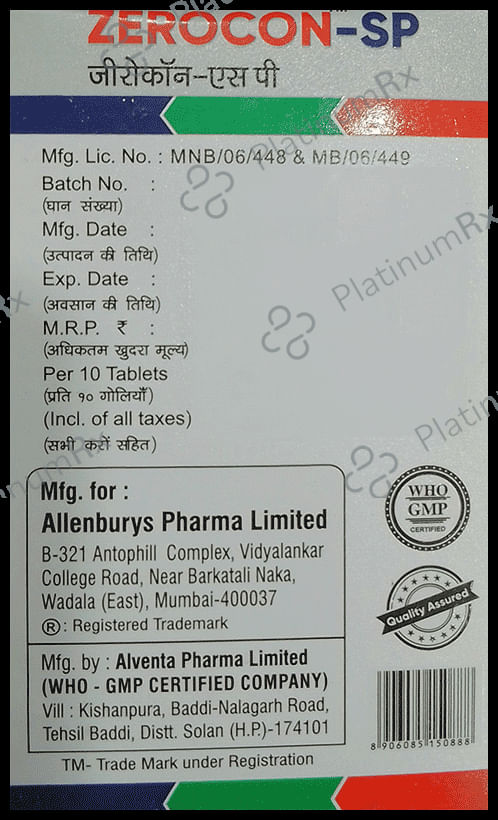 ZEROCON™-SP
जीरोकॉन-एस पी
Mfg. Lic. No. : MNB/06/448 & MB/06/449
Batch No. :
(घान संख्या)
Mfg. Date :
(उत्पादन की तिथि)
Exp. Date :
(अवसान की तिथि)
M.R.P. ₹ :
(अधिकतम खुदरा मूल्य)
Per 10 Tablets
(प्रति १० गोलियाँ)
(Incl. of all taxes)
(सभी करों सहित)
Mfg. for :
Allenburys Pharma Limited
B-321 Antophill Complex, Vidyalankar
College Road, Near Barkatali Naka,
Wadala (East), Mumbai-400037
®: Registered Trademark
Mfg. by : Alventa Pharma Limited
(WHO - GMP CERTIFIED COMPANY)
Vill : Kishanpura, Baddi-Nalagarh Road,
Tehsil Baddi, Distt. Solan (H.P.)-174101
TM- Trade Mark under Registration
WHO
GMP
CERTIFIED
Quality Assured
8 906085 150888
PlatinumRx
PlatinumRx
PlatinumRx
PlatinumRx